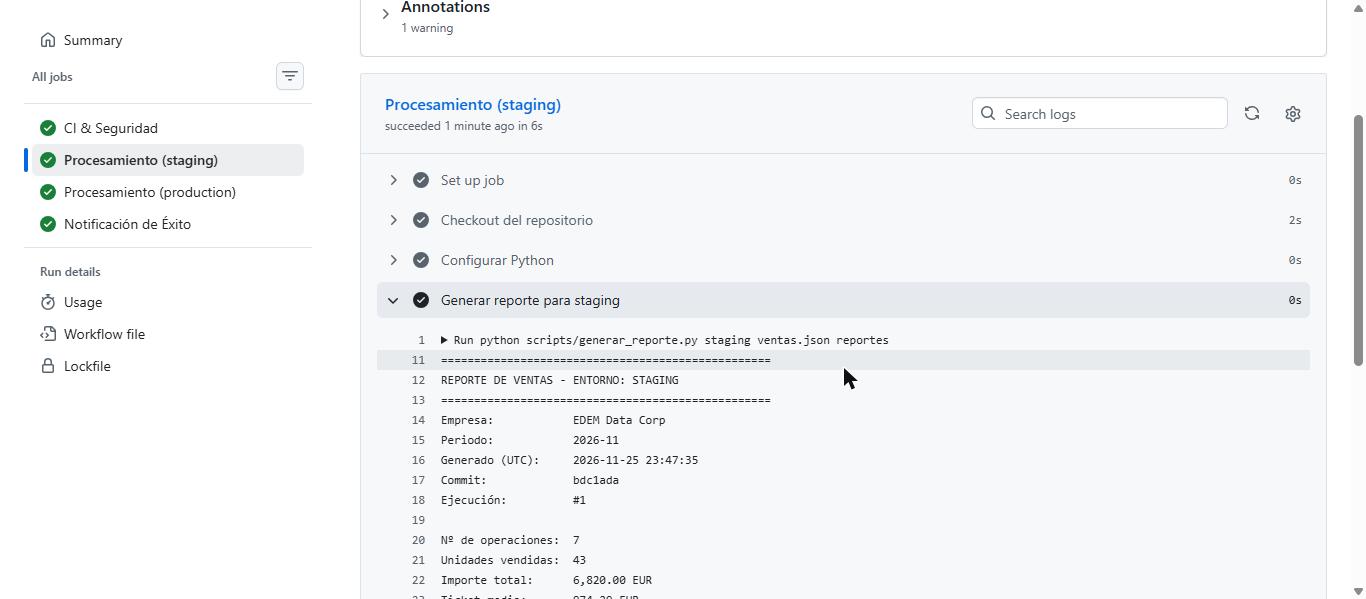 Summary
All jobs
CI & Seguridad
Procesamiento (staging)
Procesamiento (production)
Notificación de Éxito
Run details
Usage
Workflow file
Lockfile
Annotations
1 warning
Procesamiento (staging)
succeeded 1 minute ago in 6s
Search logs
Set up job 0s
Checkout del repositorio 2s
Configurar Python 0s
Generar reporte para staging 0s
1 ▶ Run python scripts/generar_reporte.py staging ventas.json reportes
11 ==================================================
12 REPORTE DE VENTAS - ENTORNO: STAGING
13 ==================================================
14 Empresa: EDEM Data Corp
15 Periodo: 2026-11
16 Generado (UTC): 2026-11-25 23:47:35
17 Commit: bdc1ada
18 Ejecución: #1
19
20 Nº de operaciones: 7
21 Unidades vendidas: 43
22 Importe total: 6,820.00 EUR